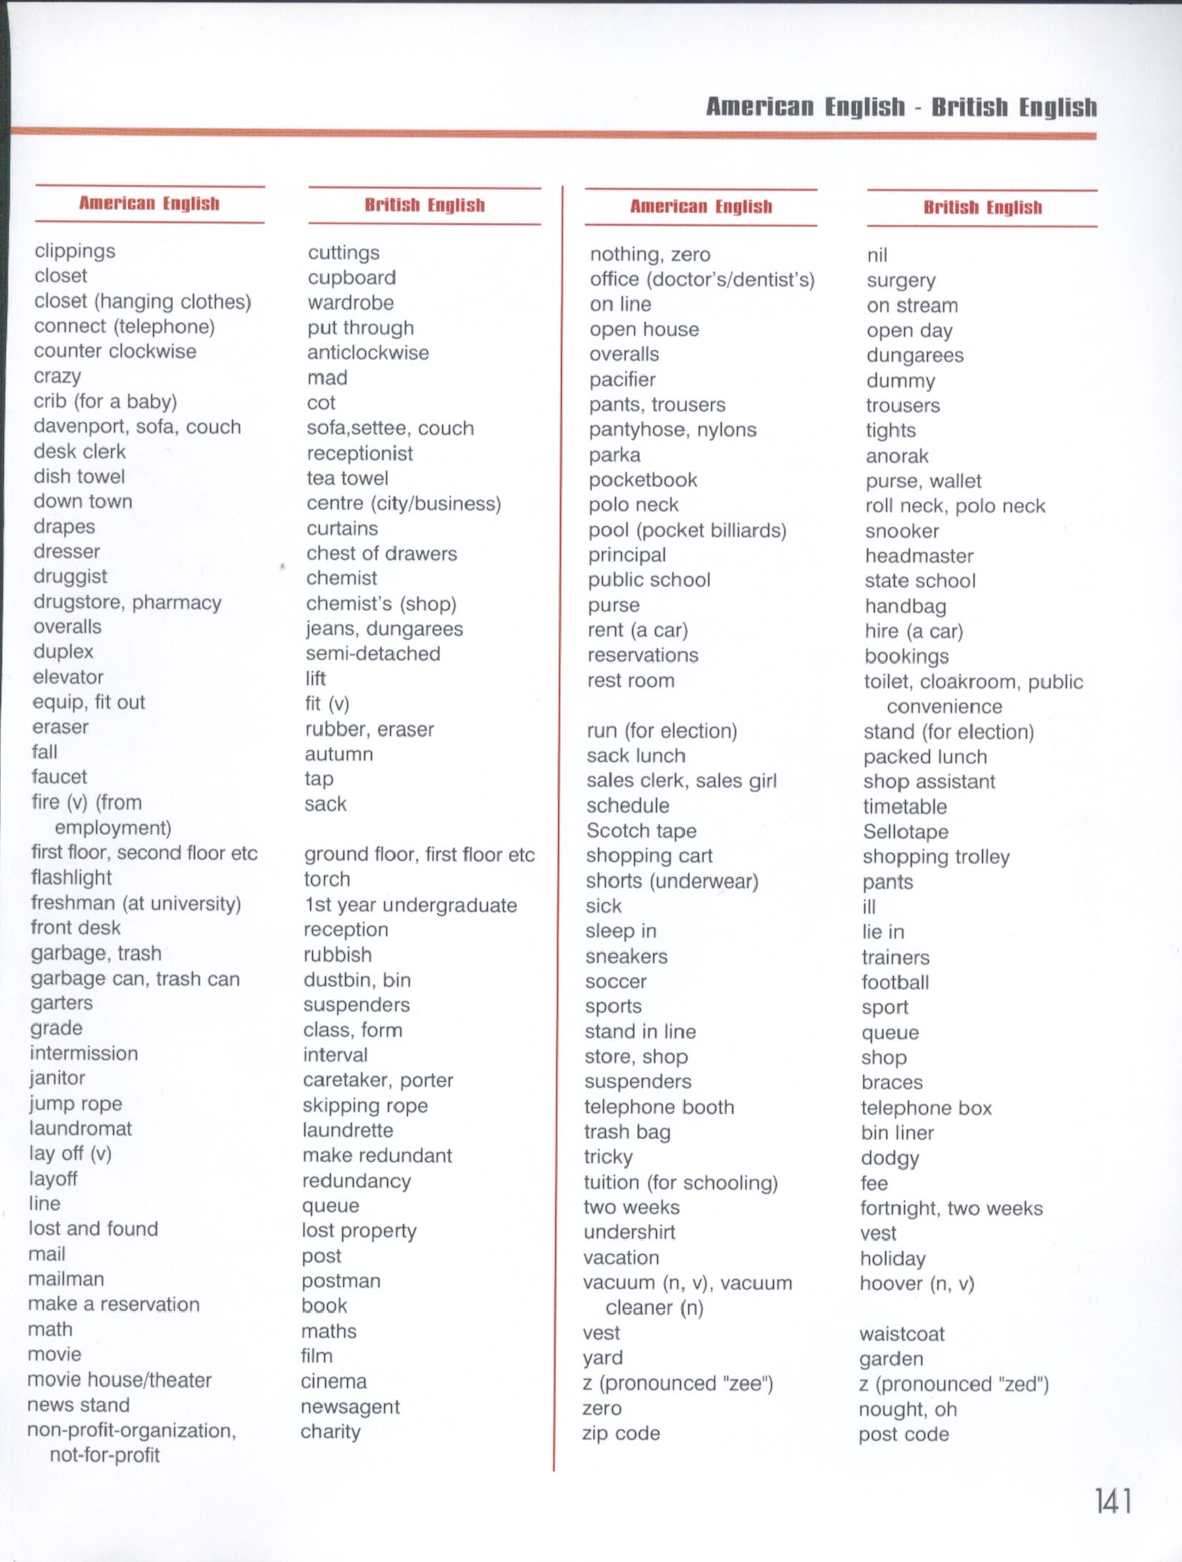 American English - British English
American English British English
clippings cuttings
closet cupboard
closet (hanging clothes) wardrobe
connect (telephone) put through
counter clockwise anticlockwise
crazy mad
crib (for a baby) cot
davenport, sofa, couch sofa,settee, couch
desk clerk receptionist
dish towel tea towel
down town centre (city/business)
drapes curtains
dresser chest of drawers
druggist chemist
drugstore, pharmacy chemist's (shop)
overalls jeans, dungarees
duplex semi-detached
elevator lift
equip, fit out fit (v)
eraser rubber, eraser
fall autumn
faucet tap
fire (v) (from sack
employment)
first floor, second floor etc ground floor, first floor etc
flashlight torch
freshman (at university) 1st year undergraduate
front desk reception
garbage, trash rubbish
garbage can, trash can dustbin, bin
garters suspenders
grade class, form
intermission interval
janitor caretaker, porter
jump rope skipping rope
laundromat laundrette
lay off (v) make redundant
layoff redundancy
line queue
lost and found lost property
mail post
mailman postman
make a reservation book
math maths
movie film
movie house/theater cinema
news stand newsagent
non-profit-organization, charity
not-for-profit
American English British English
nothing, zero nil
office (doctor's/dentist's) surgery
on line on stream
open house open day
overalls dungarees
pacifier dummy
pants, trousers trousers
pantyhose, nylons tights
parka anorak
pocketbook purse, wallet
polo neck roll neck, polo neck
pool (pocket billiards) snooker
principal headmaster
public school state school
purse handbag
rent (a car) hire (a car)
reservations bookings
rest room toilet, cloakroom, public
convenience
run (for election) stand (for election)
sack lunch packed lunch
sales clerk, sales girl shop assistant
schedule timetable
Scotch tape Sellotape
shopping cart shopping trolley
shorts (underwear) pants
sick ill
sleep in lie in
sneakers trainers
soccer football
sports sport
stand in line queue
store, shop shop
suspenders braces
telephone booth telephone box
trash bag bin liner
tricky dodgy
tuition (for schooling) fee
two weeks fortnight, two weeks
undershirt vest
vacation holiday
vacuum (n, v), vacuum hoover (n, v)
cleaner (n)
vest waistcoat
yard garden
z (pronounced "zee") z (pronounced "zed")
zero nought, oh
zip code post code
141